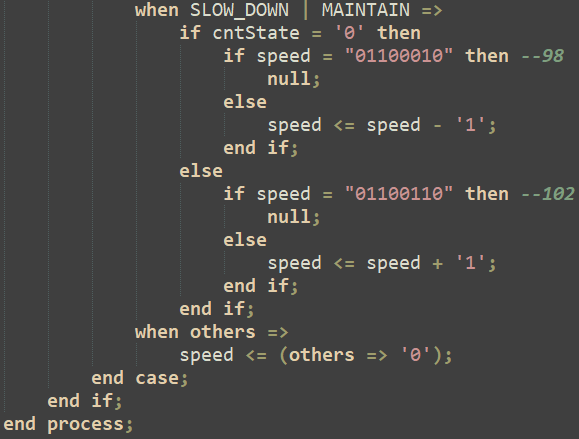 when SLOW_DOWN | MAINTAIN =>
if cntState = '0' then
if speed = "01100010" then --98
null;
else
speed <= speed - '1';
end if;
else
if speed = "01100110" then --102
null;
else
speed <= speed + '1';
end if;
end if;
when others =>
speed <= (others => '0');
end case;
end if;
end process;